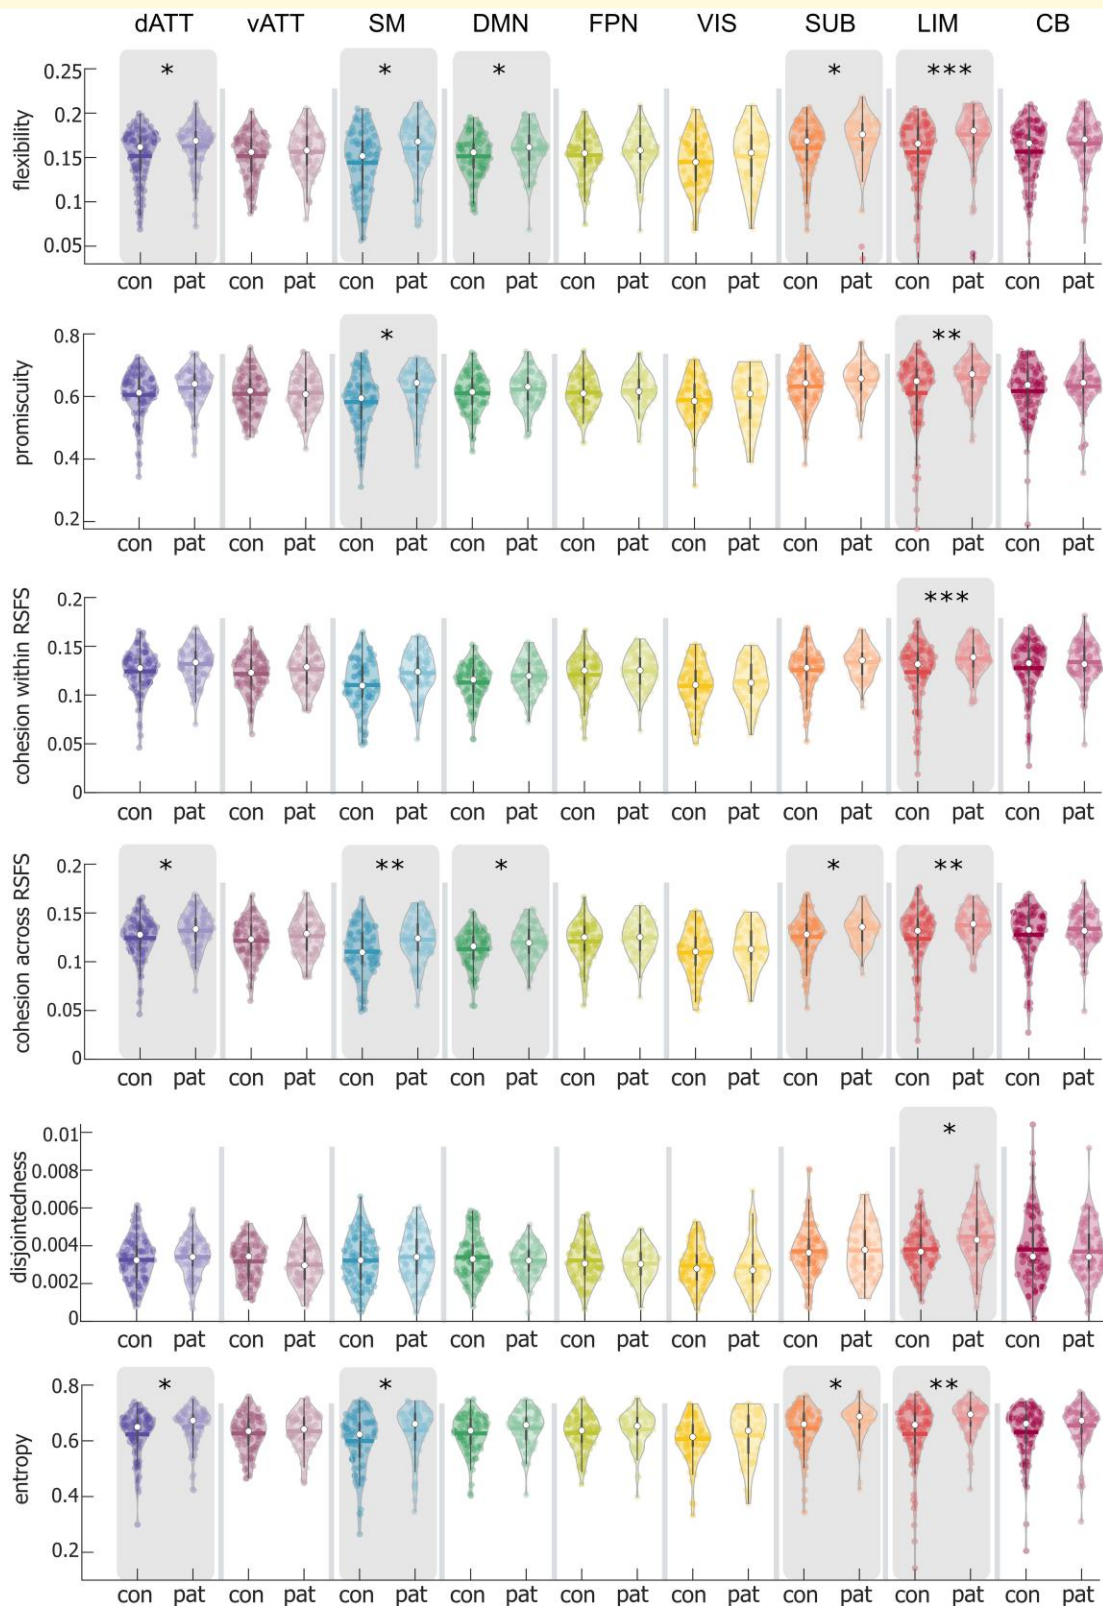 dATT vATT SM DMN FPN VIS SUB LIM CB
* * * * ***
flexibility
0.25
0.2
0.15
0.1
0.05
con pat con pat con pat con pat con pat con pat con pat con pat con pat
* **
promiscuity
0.8
0.6
0.4
0.2
con pat con pat con pat con pat con pat con pat con pat con pat con pat
***
cohesion within RSFS
0.2
0.15
0.1
0.05
0
con pat con pat con pat con pat con pat con pat con pat con pat con pat
* ** * * **
cohesion across RSFS
0.2
0.15
0.1
0.05
0
con pat con pat con pat con pat con pat con pat con pat con pat con pat
*
disjointedness
0.01
0.008
0.006
0.004
0.002
0
con pat con pat con pat con pat con pat con pat con pat con pat con pat
* * * **
entropy
0.8
0.6
0.4
0.2
con pat con pat con pat con pat con pat con pat con pat con pat con pat